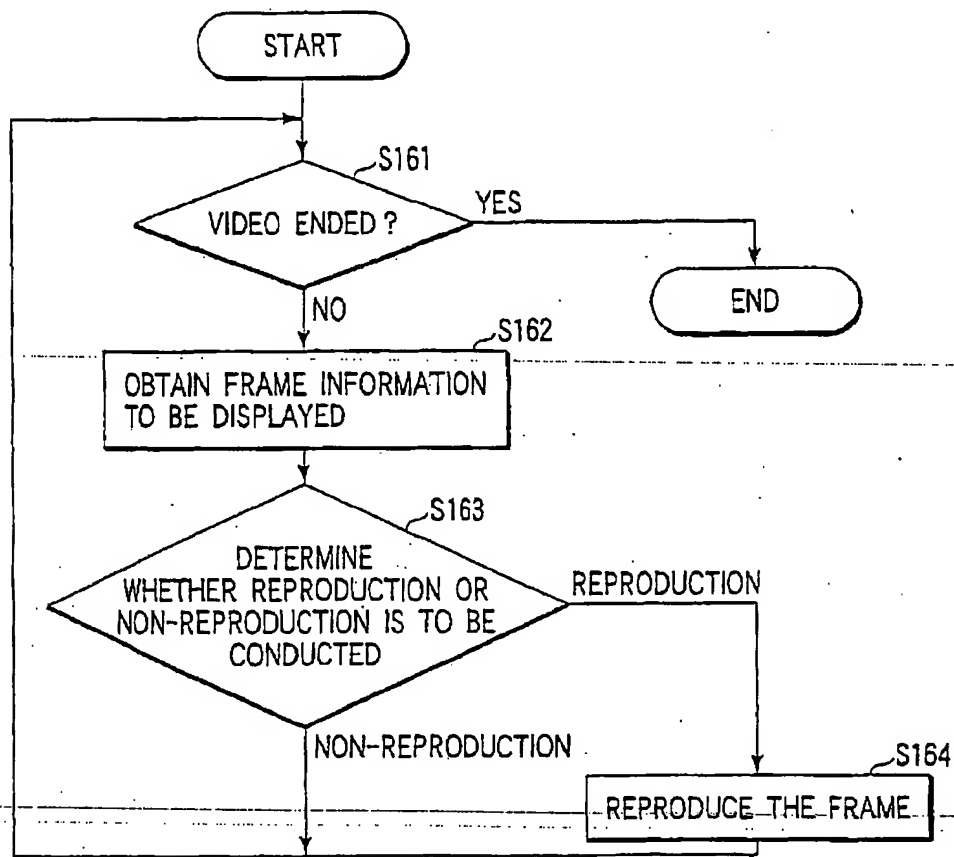 START
S161
VIDEO ENDED?
YES
END
NO
S162
OBTAIN FRAME INFORMATION
TO BE DISPLAYED
S163
DETERMINE
WHETHER REPRODUCTION OR
NON-REPRODUCTION IS TO BE
CONDUCTED
REPRODUCTION
NON-REPRODUCTION
S164
REPRODUCE THE FRAME